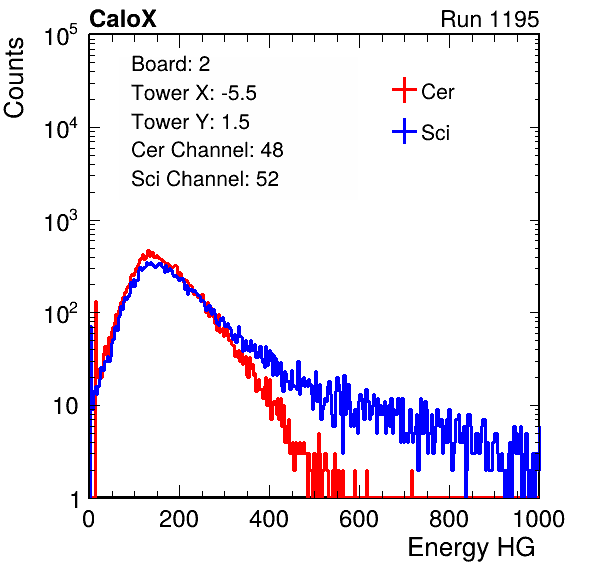 CaloX Run 1195
Counts
Board: 2
Tower X: -5.5
Tower Y: 1.5
Cer Channel: 48
Sci Channel: 52
Cer
Sci
10^5
10^4
10^3
10^2
10
1
0 200 400 600 800 1000
Energy HG